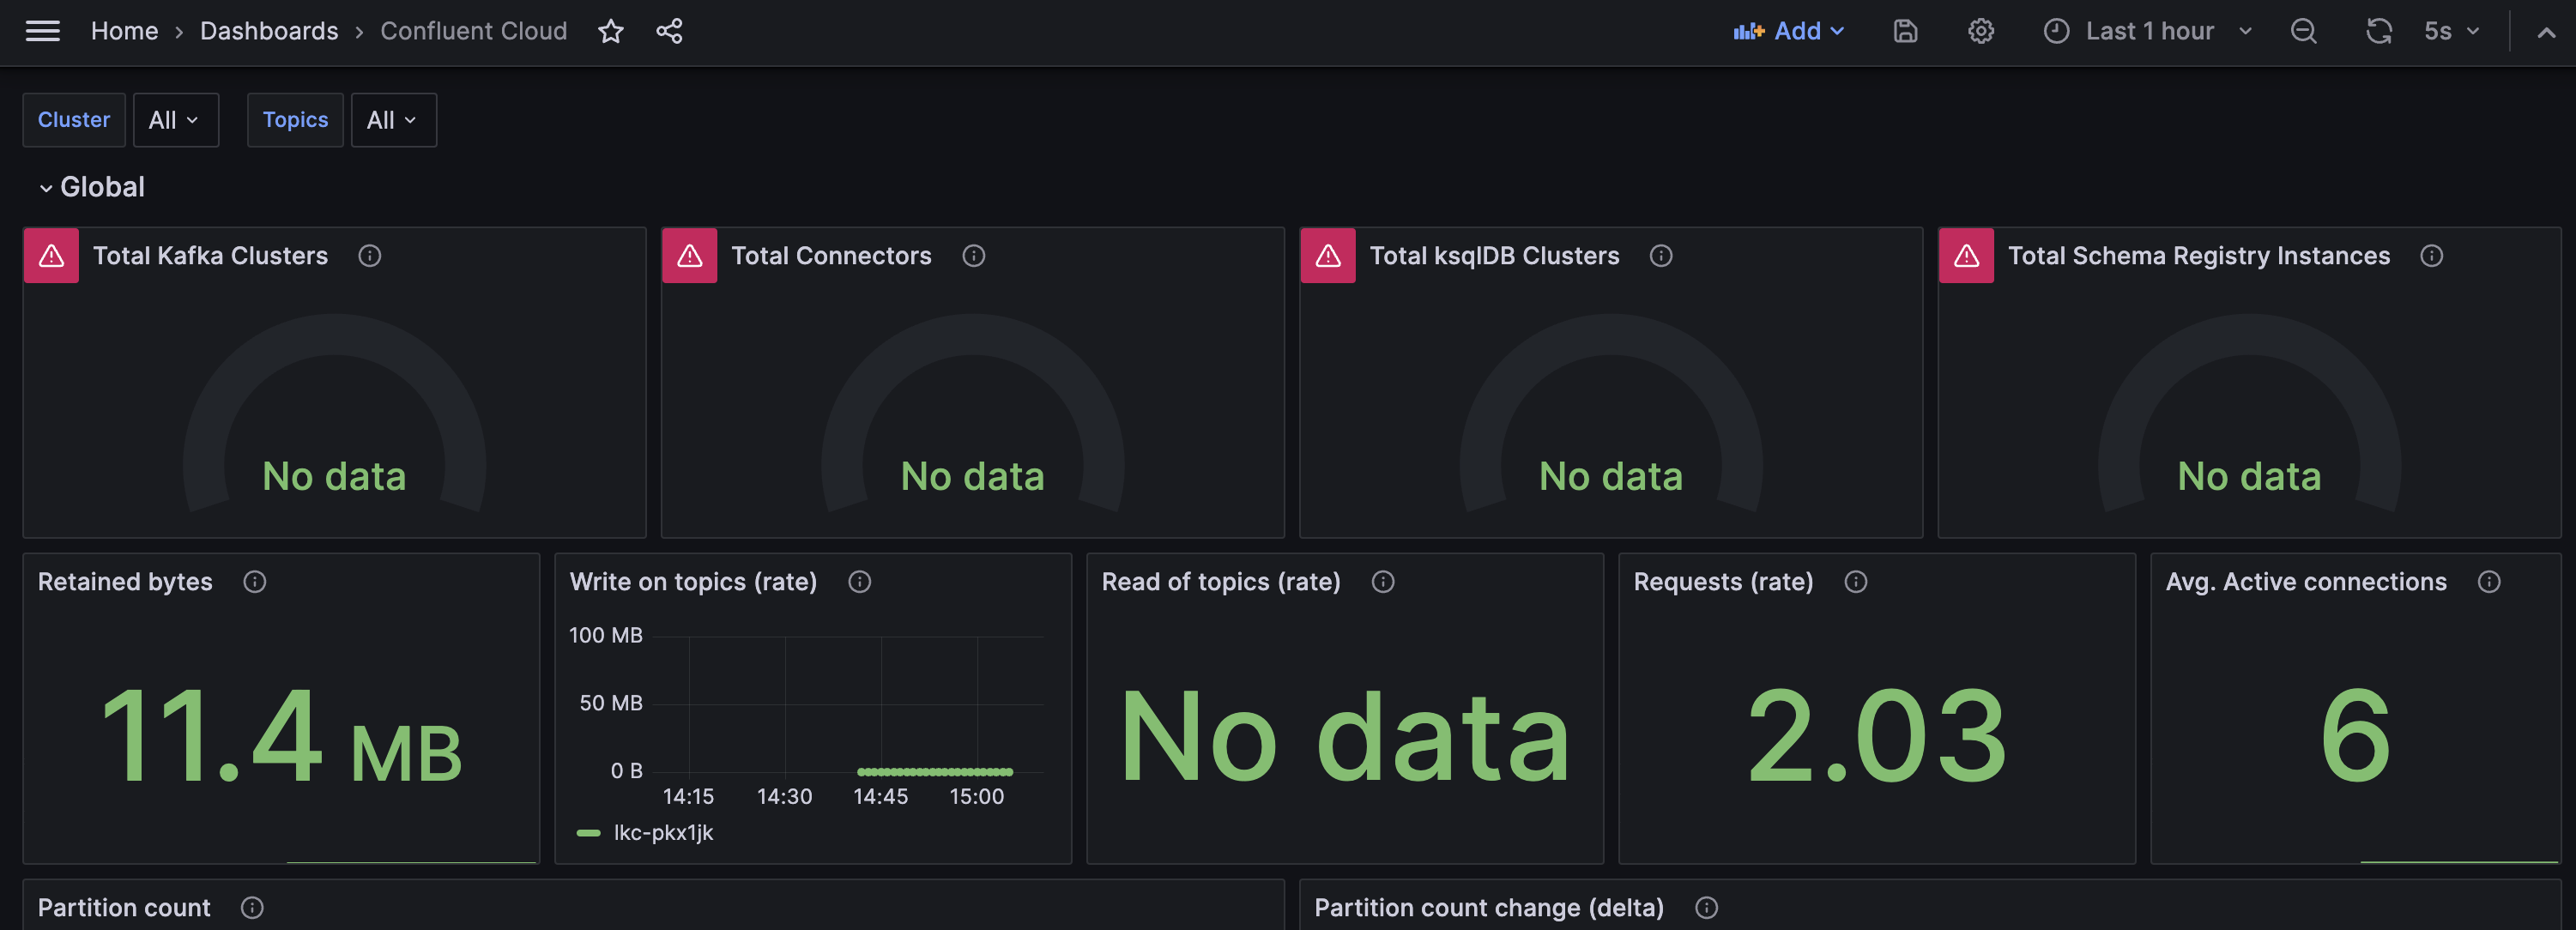 Home › Dashboards › Confluent Cloud Add Last 1 hour 5s
Cluster All Topics All
Global
Total Kafka Clusters
No data
Total Connectors
No data
Total ksqlDB Clusters
No data
Total Schema Registry Instances
No data
Retained bytes
11.4 MB
Write on topics (rate)
100 MB
50 MB
0 B
14:15 14:30 14:45 15:00
lkc-pkx1jk
Read of topics (rate)
No data
Requests (rate)
2.03
Avg. Active connections
6
Partition count
Partition count change (delta)